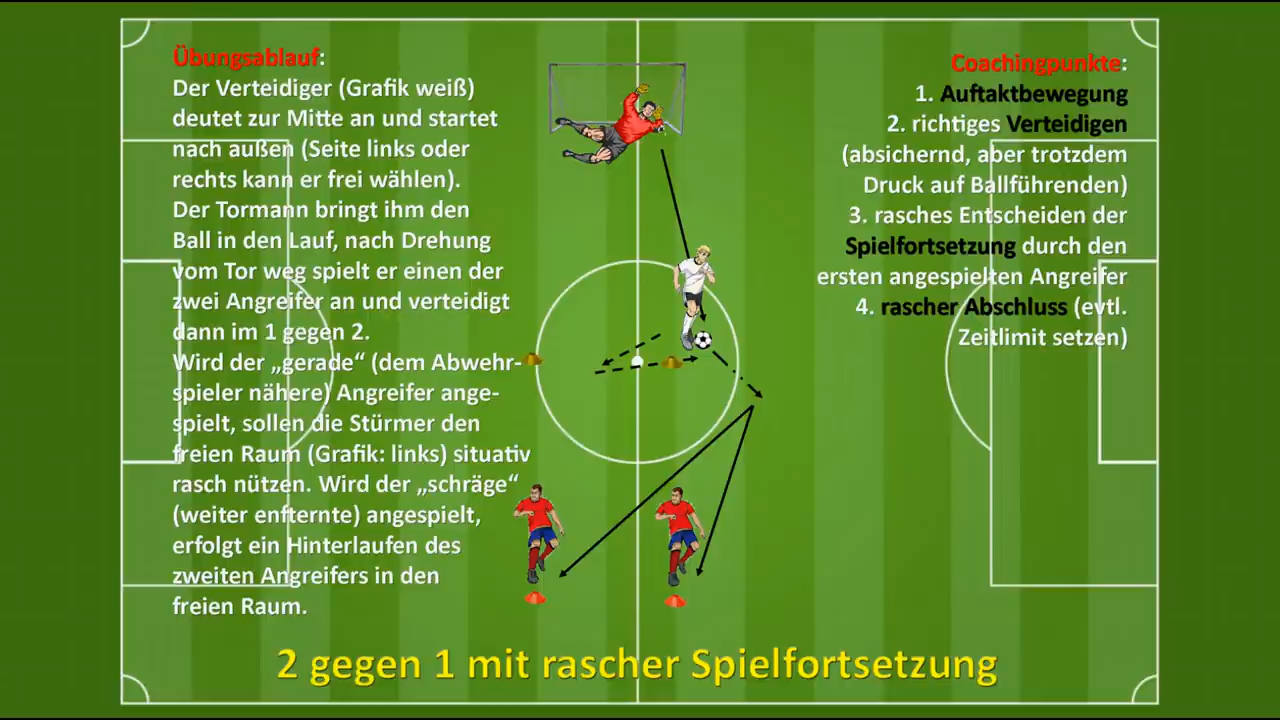 Übungsablauf:
Der Verteidiger (Grafik weiß)
deutet zur Mitte an und startet
nach außen (Seite links oder
rechts kann er frei wählen).
Der Tormann bringt ihm den
Ball in den Lauf, nach Drehung
vom Tor weg spielt er einen der
zwei Angreifer an und verteidigt
dann im 1 gegen 2.
Wird der „gerade“ (dem Abwehr-
spieler nähere) Angreifer ange-
spielt, sollen die Stürmer den
freien Raum (Grafik: links) situativ
rasch nützen. Wird der „schräge“
(weiter enfternte) angespielt,
erfolgt ein Hinterlaufen des
zweiten Angreifers in den
freien Raum.
Coachingpunkte:
1. Auftaktbewegung
2. richtiges Verteidigen
(absichernd, aber trotzdem
Druck auf Ballführenden)
3. rasches Entscheiden der
Spielfortsetzung durch den
ersten angespielten Angreifer
4. rascher Abschluss (evtl.
Zeitlimit setzen)
2 gegen 1 mit rascher Spielfortsetzung